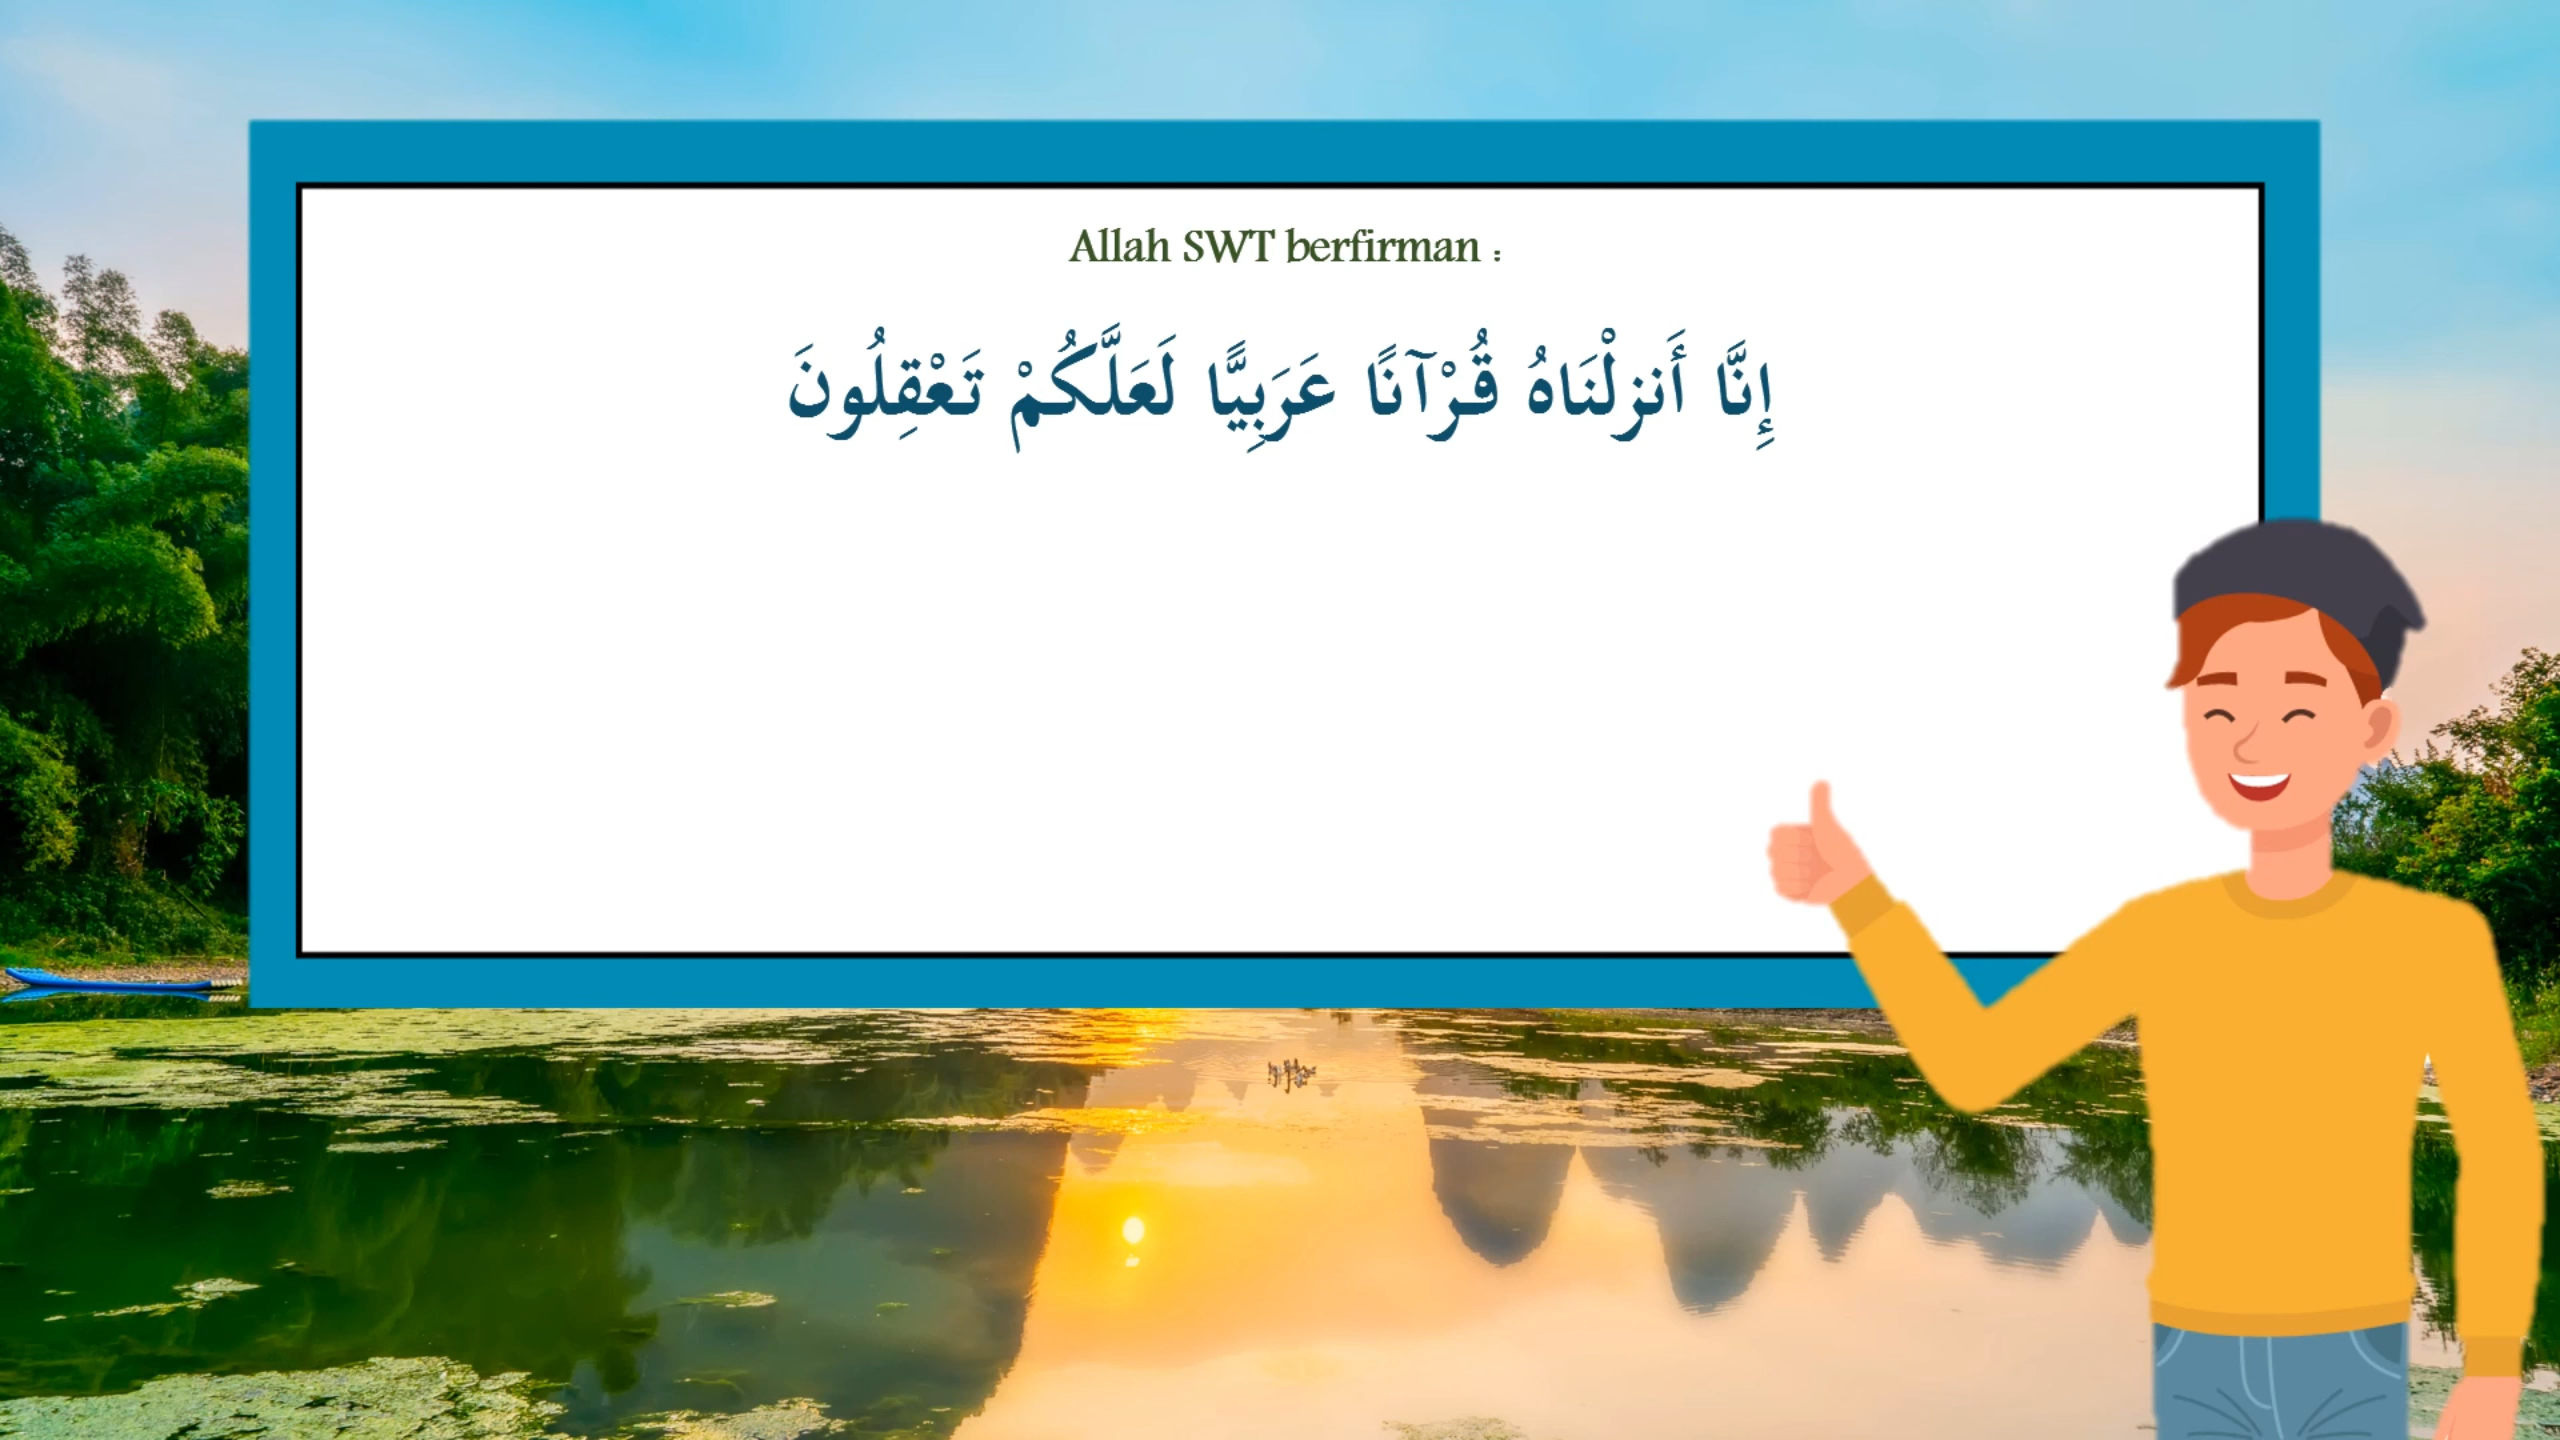 Allah SWT berfirman :
إِنَّا أَنزلْنَاهُ قُرْآنًا عَرَبِيًّا لَعَلَّكُمْ تَعْقِلُونَ